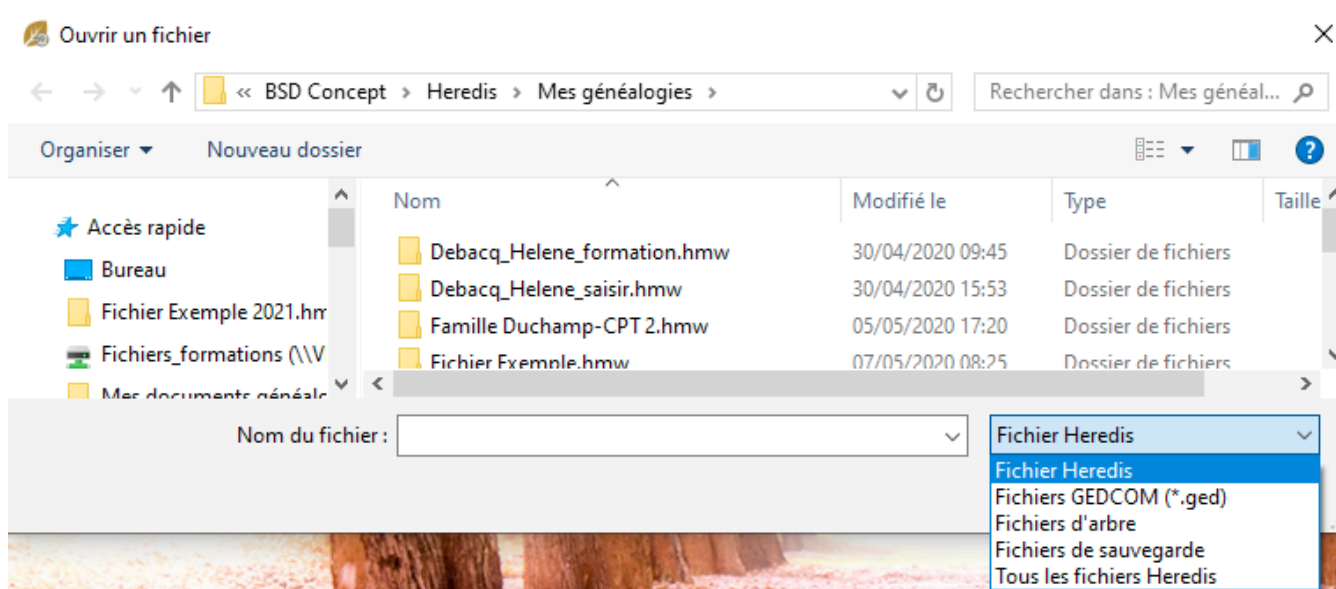 Ouvrir un fichier
« BSD Concept > Heredis > Mes généalogies >
Rechercher dans : Mes généal...
Organiser
Nouveau dossier
Nom
Modifié le
Type
Taille
Accès rapide
Bureau
Fichier Exemple 2021.hm
Fichiers_formations (\\V
Mes documents généalo
Debacq_Helene_formation.hmw 30/04/2020 09:45 Dossier de fichiers
Debacq_Helene_saisir.hmw 30/04/2020 15:53 Dossier de fichiers
Famille Duchamp-CPT 2.hmw 05/05/2020 17:20 Dossier de fichiers
Fichier Exemple.hmw 07/05/2020 08:25 Dossier de fichiers
Nom du fichier :
Fichier Heredis
Fichier Heredis
Fichiers GEDCOM (*.ged)
Fichiers d'arbre
Fichiers de sauvegarde
Tous les fichiers Heredis